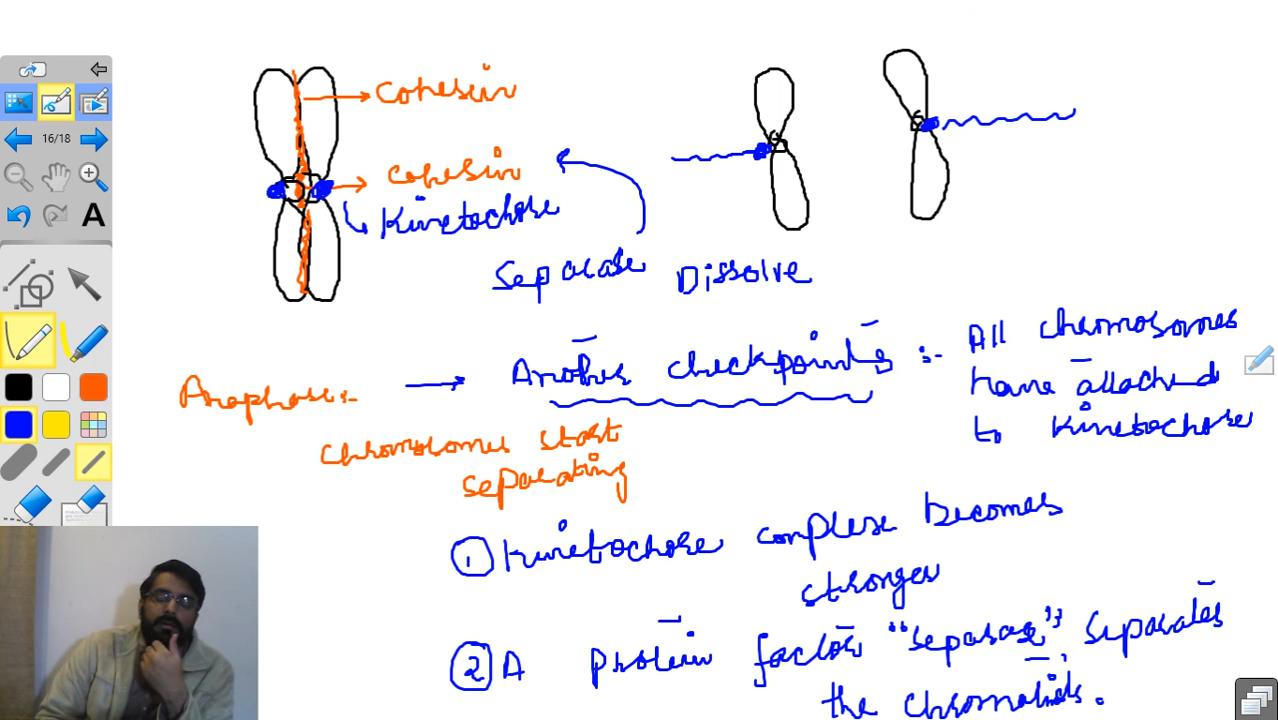 16/18
A
Cohesin
Cohesin
Kinetochore
Separase Dissolve
Anaphase:-
Chromosomes start
separating
Another checkpoints :- All chromosomes
have attached
to Kinetochore
1. Kinetochore complex becomes
stronger
2 A protein factor "separase" separates
the chromatids.